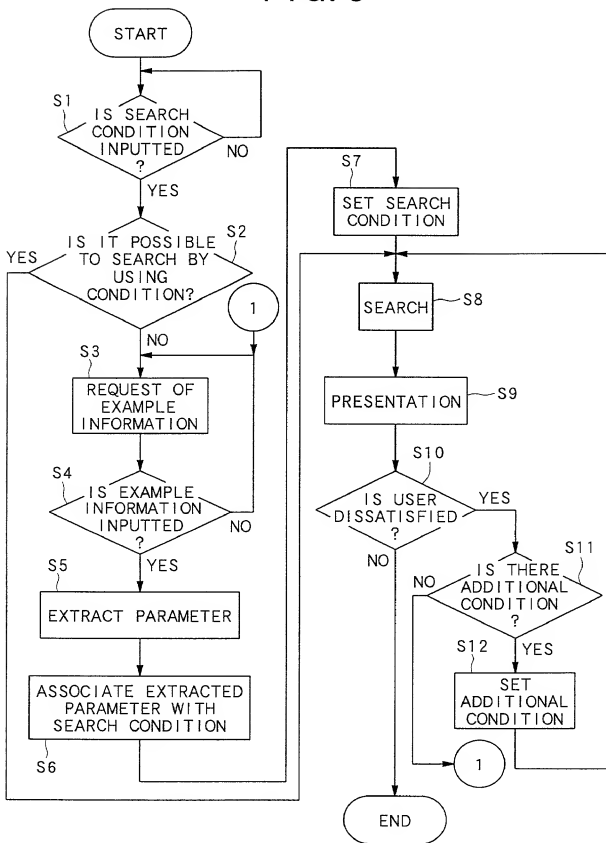 START
S1
IS SEARCH
CONDITION
INPUTTED
?
NO
YES
S2
YES
IS IT POSSIBLE
TO SEARCH BY
USING
CONDITION?
1
NO
S3
REQUEST OF
EXAMPLE
INFORMATION
S4
IS EXAMPLE
INFORMATION
INPUTTED
?
NO
YES
S5
EXTRACT PARAMETER
ASSOCIATE EXTRACTED
PARAMETER WITH
SEARCH CONDITION
S6
S7
SET SEARCH
CONDITION
SEARCH
S8
PRESENTATION
S9
S10
IS USER
DISSATISFIED
?
YES
NO
S11
IS THERE
ADDITIONAL
CONDITION
?
NO
YES
S12
SET
ADDITIONAL
CONDITION
1
END